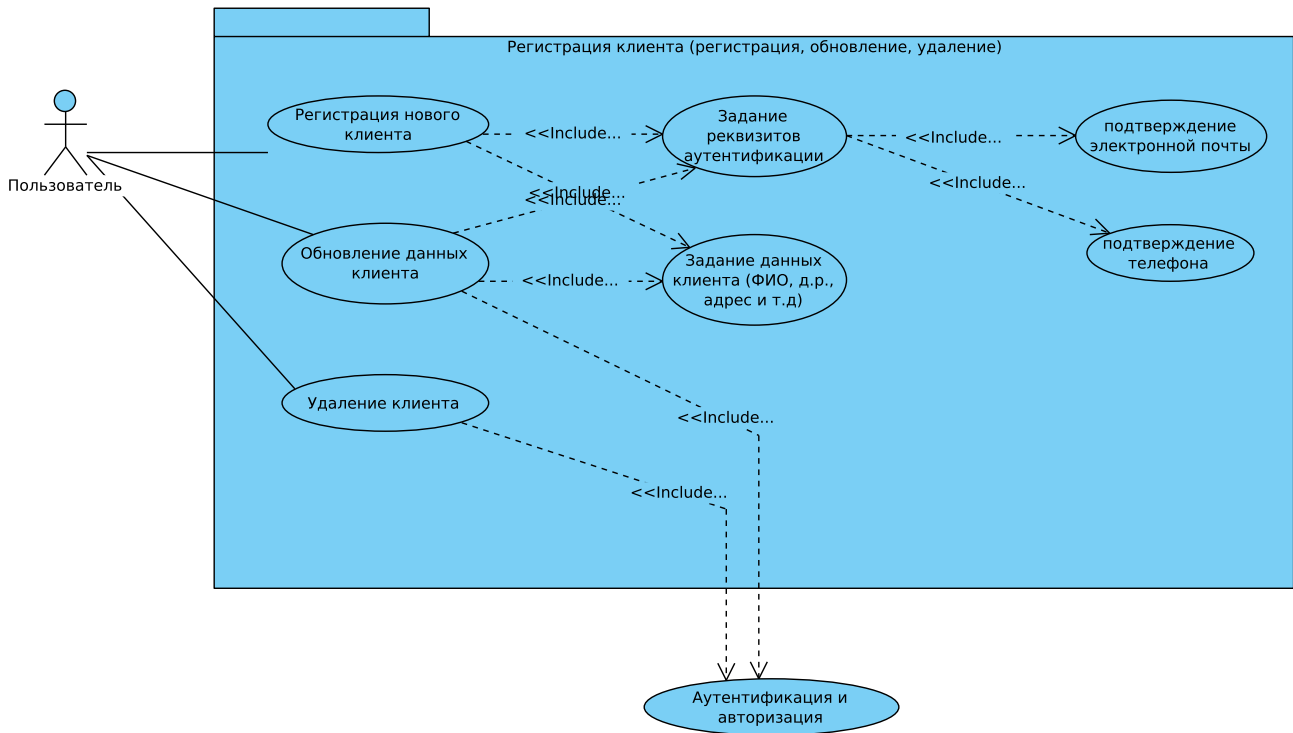 Регистрация клиента (регистрация, обновление, удаление)
Пользователь
Регистрация нового
клиента
<<Include...
Задание
реквизитов
аутентификации
<<Include...
подтверждение
электронной почты
<<Include...
<<Include...
<<Include...
подтверждение
телефона
Обновление данных
клиента
<<Include...
Задание данных
клиента (ФИО, д.р.,
адрес и т.д)
Удаление клиента
<<Include...
<<Include...
Аутентификация и
авторизация